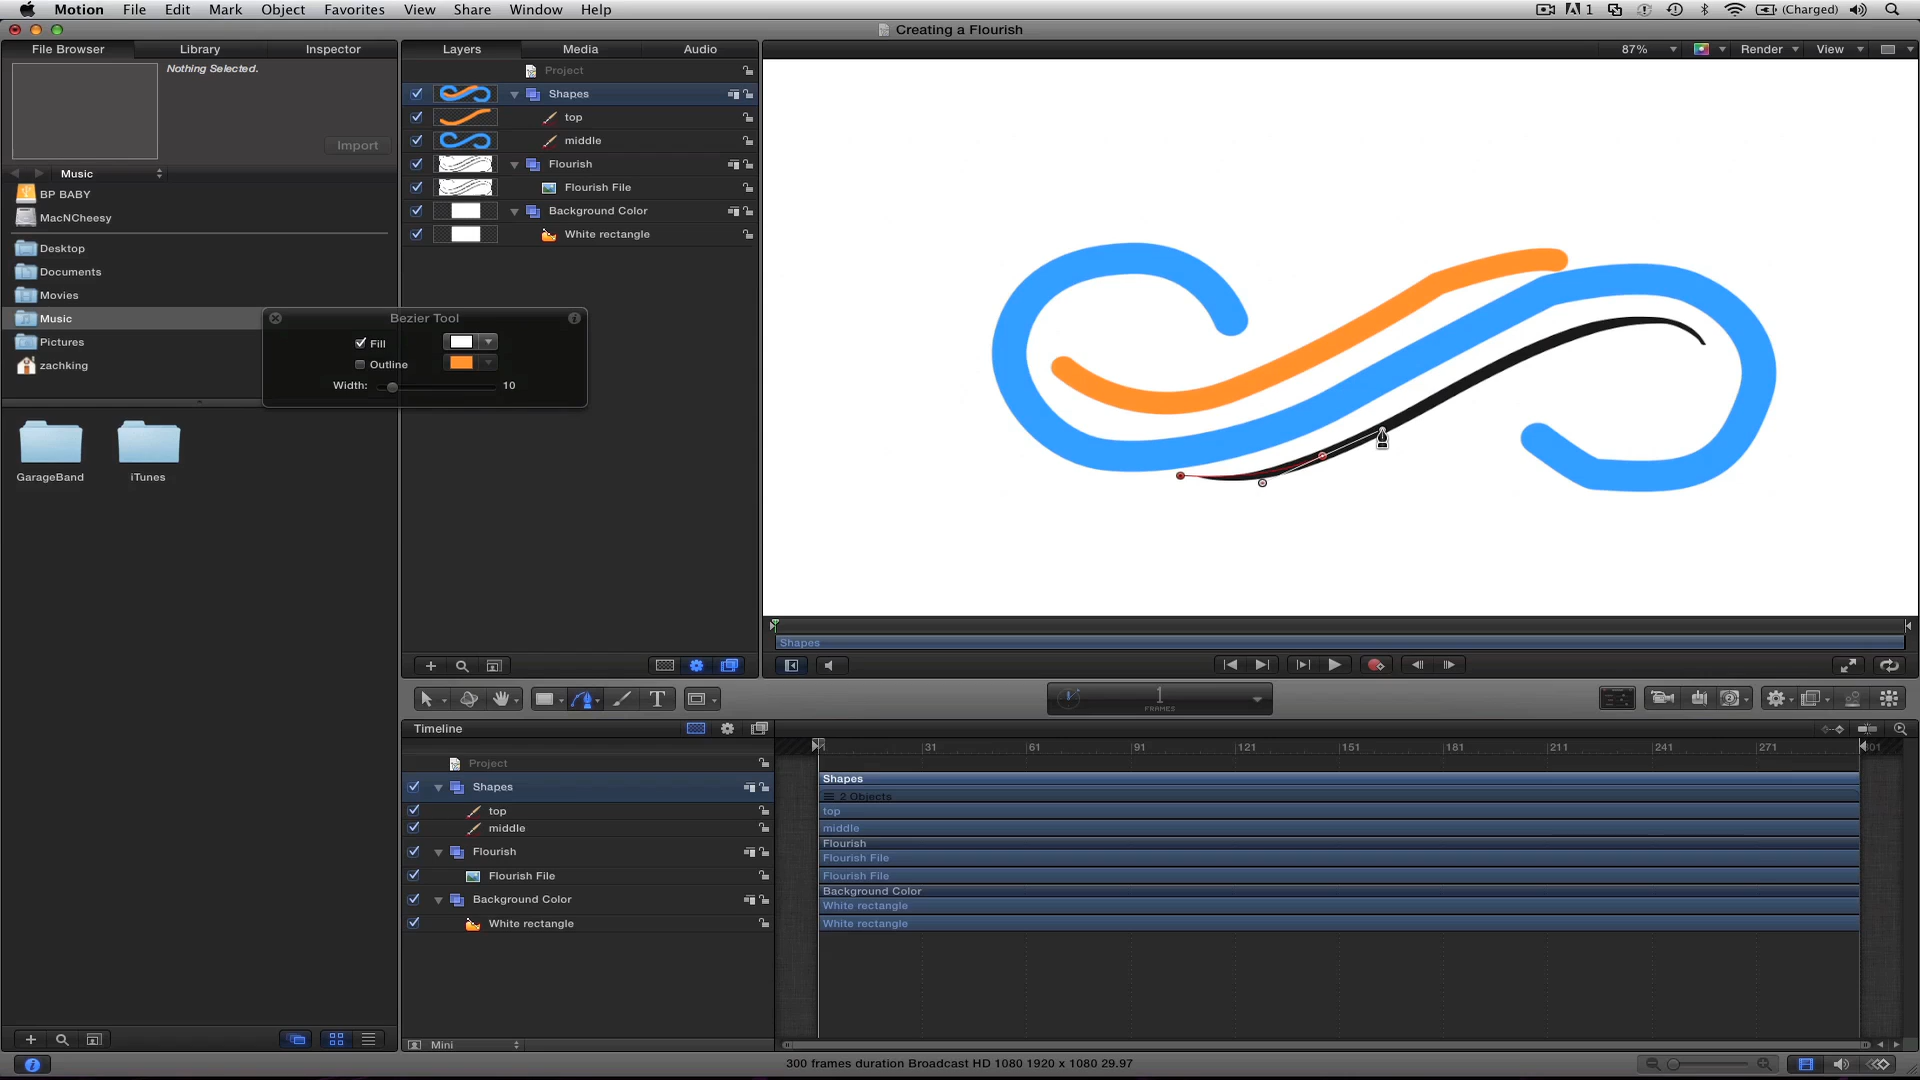 Motion File Edit Mark Object Favorites View Share Window Help 1 (Charged)
Creating a Flourish
File Browser Library Inspector Layers Media Audio 87% Render View
Nothing Selected.
Import
Music
BP BABY
MacNCheesy
Desktop
Documents
Movies
Music
Pictures
zachking
GarageBand iTunes
Project
Shapes
top
middle
Flourish
Flourish File
Background Color
White rectangle
Bezier Tool
Fill
Outline
Width: 10
Shapes
T
1
FRAMES
Timeline
31 61 91 121 151 181 211 241 271 301
Project
Shapes
top
middle
Flourish
Flourish File
Background Color
White rectangle
Shapes
2 Objects
top
middle
Flourish
Flourish File
Flourish File
Background Color
White rectangle
White rectangle
Mini
300 frames duration Broadcast HD 1080 1920 x 1080 29.97